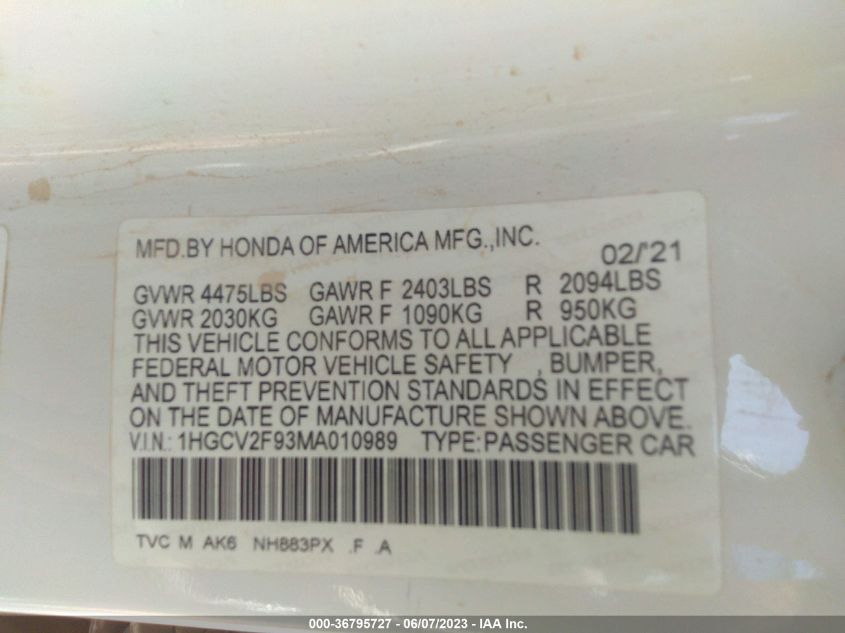 MFD.BY HONDA OF AMERICA MFG.,INC. 02/'21
GVWR 4475LBS GAWR F 2403LBS R 2094LBS
GVWR 2030KG GAWR F 1090KG R 950KG
THIS VEHICLE CONFORMS TO ALL APPLICABLE
FEDERAL MOTOR VEHICLE SAFETY , BUMPER,
AND THEFT PREVENTION STANDARDS IN EFFECT
ON THE DATE OF MANUFACTURE SHOWN ABOVE.
V.I.N.: 1HGCV2F93MA010989 TYPE:PASSENGER CAR
TVC M AK6 NH883PX .F .A
000-36795727 - 06/07/2023 - IAA Inc.